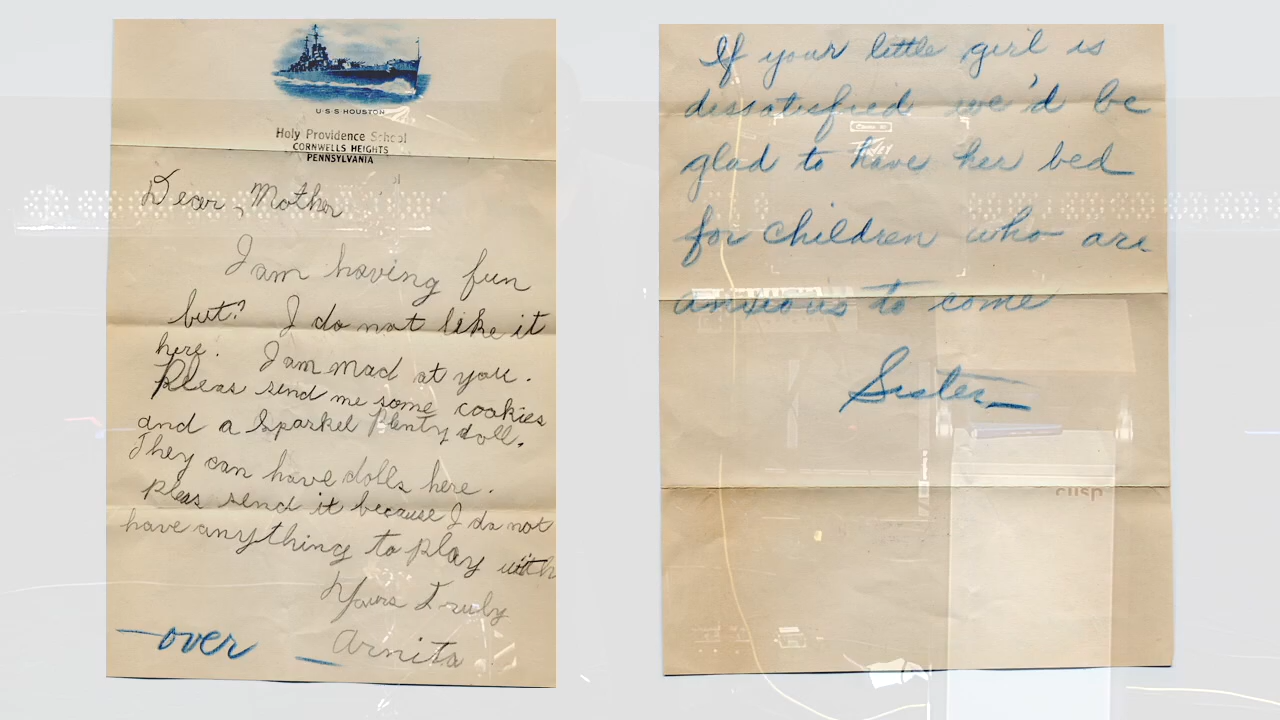 U·S·S HOUSTON
Holy Providence School
CORNWELLS HEIGHTS
PENNSYLVANIA
Dear, Mother
I am having fun
but? I do not like it
here. I am mad at you.
Pleas send me some cookies
and a Sparkel Plenty doll.
They can have dolls here.
pleas send it because I do not
have anything to play with
Yours Truly
Arnita
—over—
If your little girl is
dissatisfied we'd be
glad to have her bed
for children who are
anxious to come
Sister